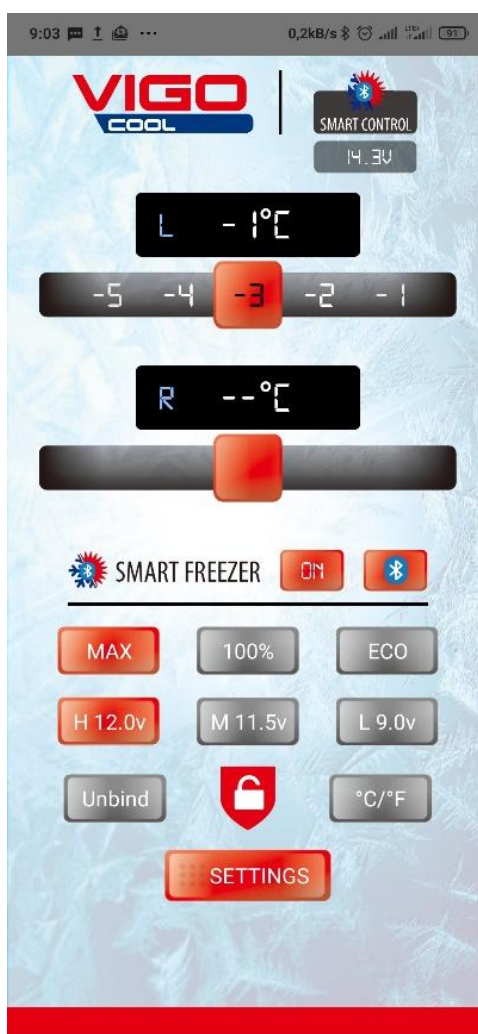 9:03 ... 0,2kB/s 91
VIGO
COOL
SMART CONTROL
14.3V
L -1°C
-5 -4 -3 -2 -1
R --°C
SMART FREEZER ON
MAX 100% ECO
H 12.0v M 11.5v L 9.0v
Unbind °C/°F
SETTINGS